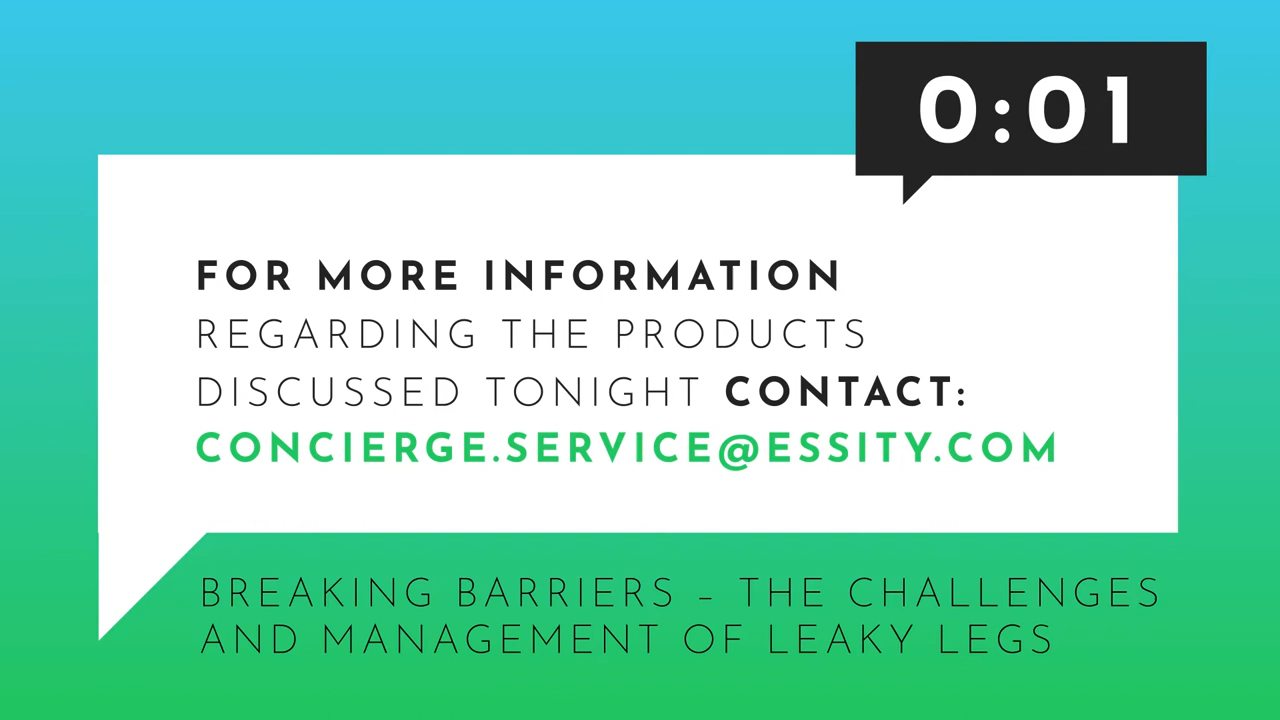 0:01
FOR MORE INFORMATION
REGARDING THE PRODUCTS
DISCUSSED TONIGHT CONTACT:
CONCIERGE.SERVICE@ESSITY.COM
BREAKING BARRIERS – THE CHALLENGES
AND MANAGEMENT OF LEAKY LEGS